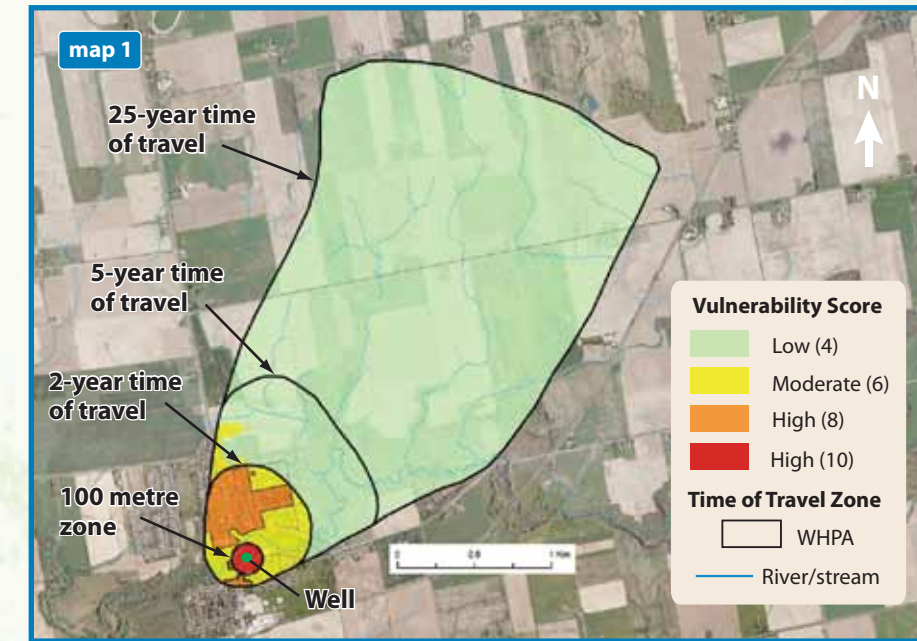 map 1
25-year time
of travel
N
5-year time
of travel
2-year time
of travel
100 metre
zone
Well
Vulnerability Score
Low (4)
Moderate (6)
High (8)
High (10)
Time of Travel Zone
WHPA
River/stream
0
1 Km